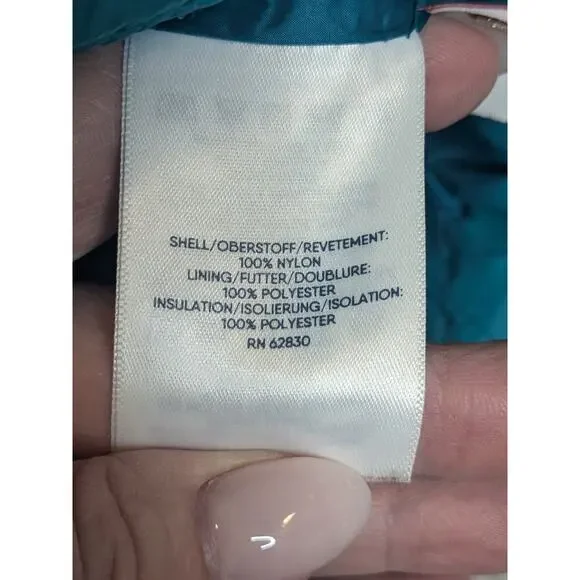 SHELL/OBERSTOFF/REVETEMENT:
100% NYLON
LINING/FUTTER/DOUBLURE:
100% POLYESTER
INSULATION/ISOLIERUNG/ISOLATION:
100% POLYESTER
RN 62830